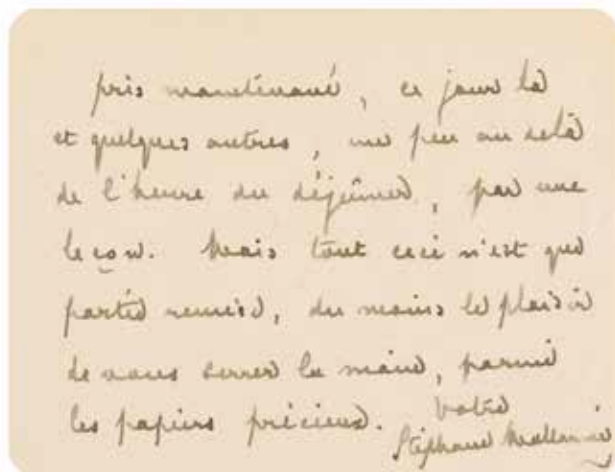 pris maintenant, ce jour là
et quelques autres, un peu au delà
de l'heure du déjeûner, par une
leçon. Mais tout ceci n'est que
partie remise, du moins le plaisir
de vous serrer la main, parmi
les papiers précieux. Votre
Stéphane Mallarmé